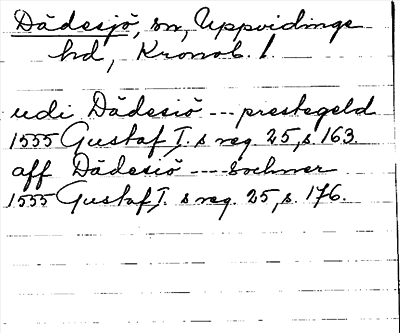 Dädesjö, sn, Uppvidinge
hd, Kronob. l.
udi Dädesiö --- prestegeld
1555 Gustaf I. s reg. 25, s. 163.
aff Dädesiö --- Sochner
1555 Gustaf I. s reg. 25, s. 176.